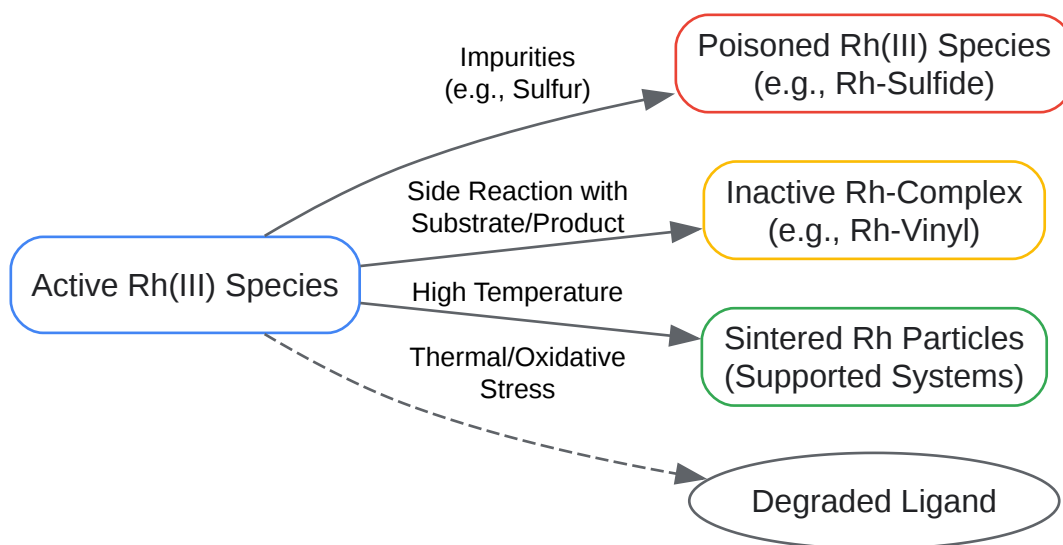 Impurities
(e.g., Sulfur)
Poisoned Rh(III) Species
(e.g., Rh-Sulfide)
Side Reaction with
Substrate/Product
Inactive Rh-Complex
(e.g., Rh-Vinyl)
Active Rh(III) Species
High Temperature
Sintered Rh Particles
(Supported Systems)
Thermal/Oxidative
Stress
Degraded Ligand